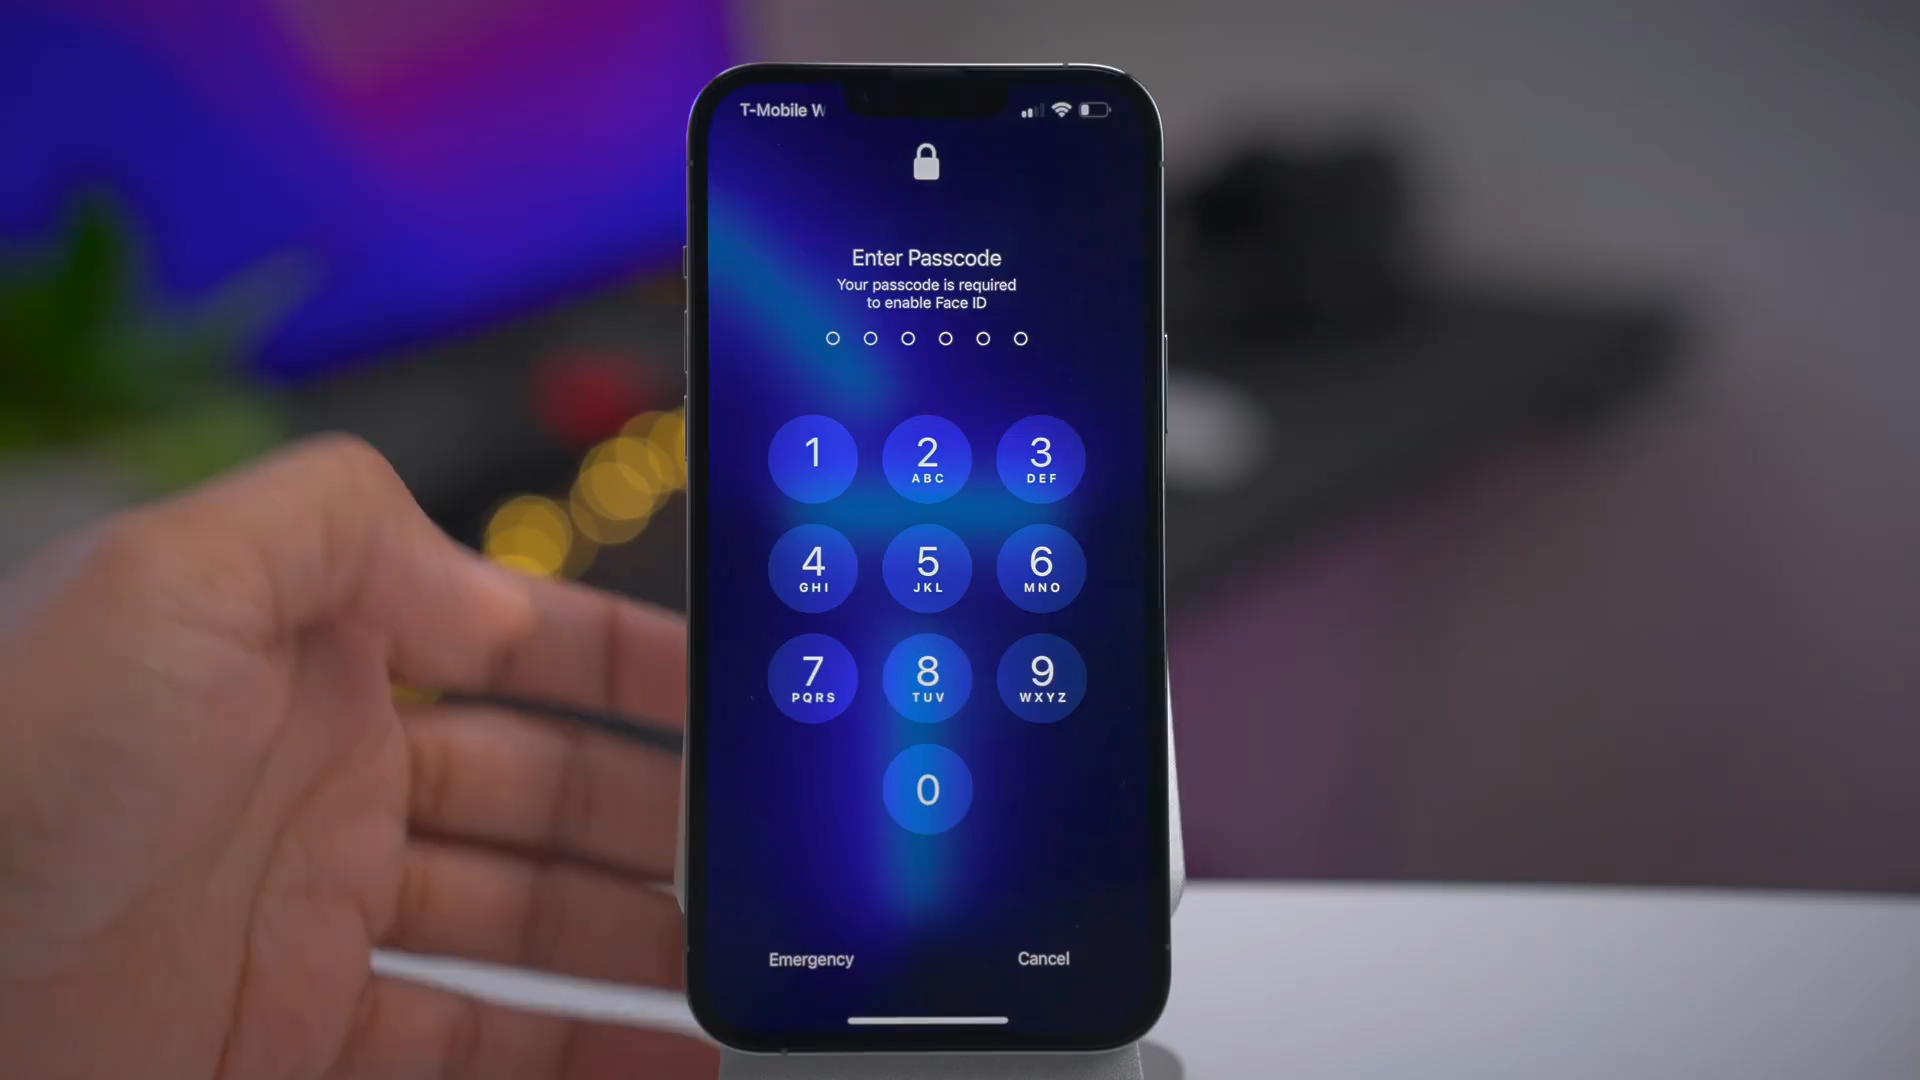 T-Mobile W
Enter Passcode
Your passcode is required
to enable Face ID
1 2 3
ABC DEF
4 5 6
GHI JKL MNO
7 8 9
PQRS TUV WXYZ
0
Emergency Cancel